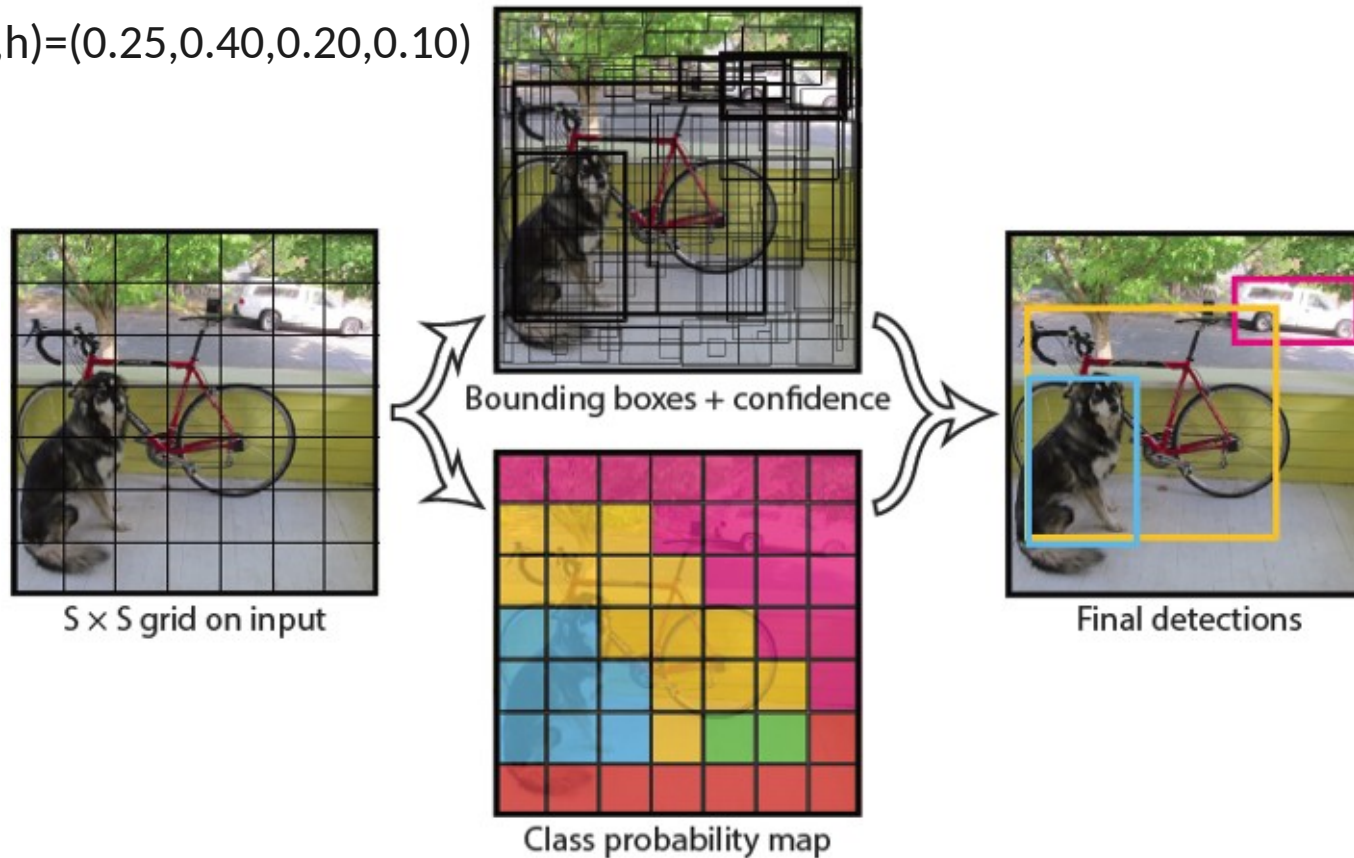 ,h)=(0.25,0.40,0.20,0.10)
Bounding boxes + confidence
S × S grid on input
Final detections
Class probability map